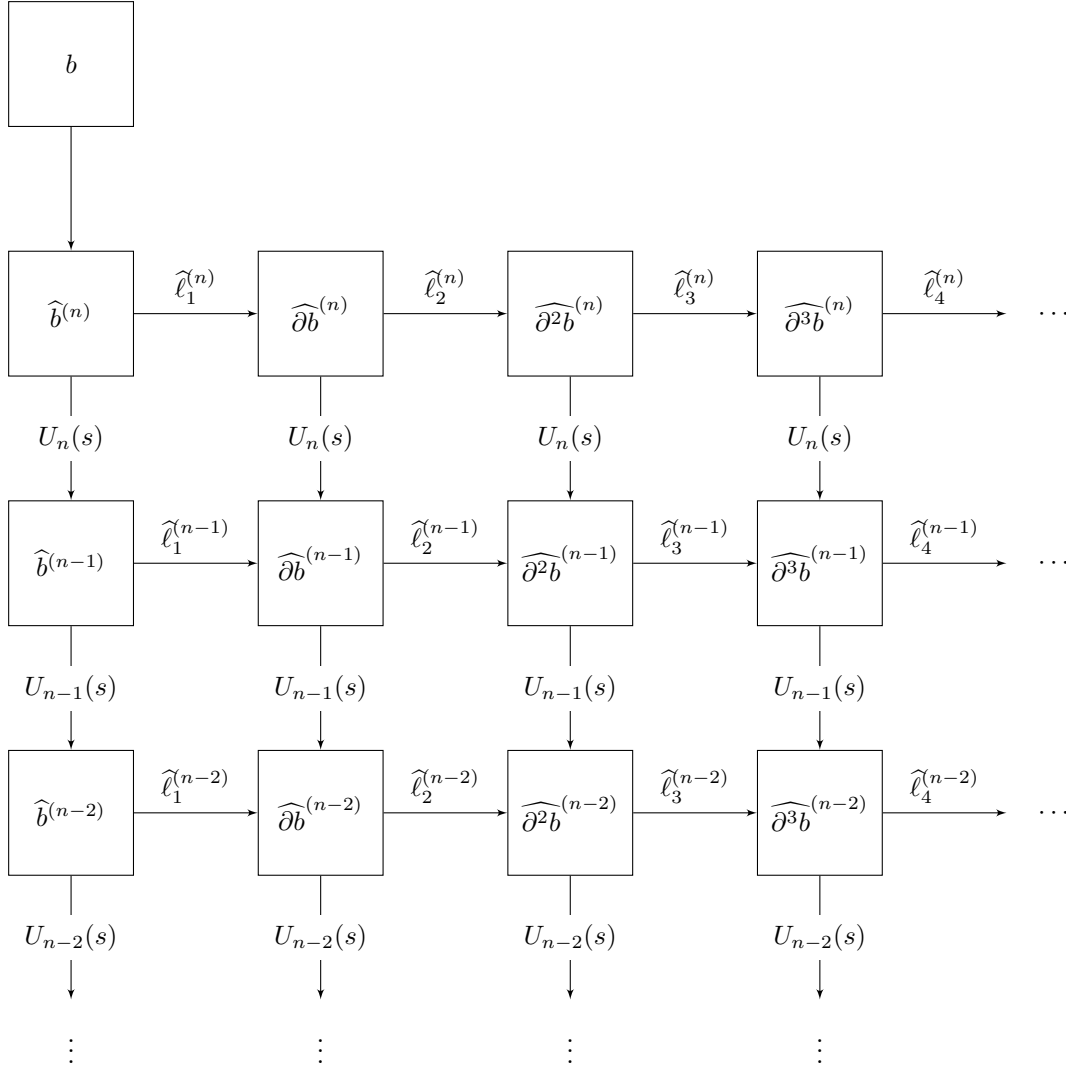 b
$\widehat{\ell}_1^{(n)}$ $\widehat{\ell}_2^{(n)}$ $\widehat{\ell}_3^{(n)}$ $\widehat{\ell}_4^{(n)}$
$\widehat{b}^{(n)}$ $\widehat{\partial b}^{(n)}$ $\widehat{\partial^2 b}^{(n)}$ $\widehat{\partial^3 b}^{(n)}$ ⋯
$U_n(s)$ $U_n(s)$ $U_n(s)$ $U_n(s)$
$\widehat{\ell}_1^{(n-1)}$ $\widehat{\ell}_2^{(n-1)}$ $\widehat{\ell}_3^{(n-1)}$ $\widehat{\ell}_4^{(n-1)}$
$\widehat{b}^{(n-1)}$ $\widehat{\partial b}^{(n-1)}$ $\widehat{\partial^2 b}^{(n-1)}$ $\widehat{\partial^3 b}^{(n-1)}$ ⋯
$U_{n-1}(s)$ $U_{n-1}(s)$ $U_{n-1}(s)$ $U_{n-1}(s)$
$\widehat{\ell}_1^{(n-2)}$ $\widehat{\ell}_2^{(n-2)}$ $\widehat{\ell}_3^{(n-2)}$ $\widehat{\ell}_4^{(n-2)}$
$\widehat{b}^{(n-2)}$ $\widehat{\partial b}^{(n-2)}$ $\widehat{\partial^2 b}^{(n-2)}$ $\widehat{\partial^3 b}^{(n-2)}$ ⋯
$U_{n-2}(s)$ $U_{n-2}(s)$ $U_{n-2}(s)$ $U_{n-2}(s)$
⋮ ⋮ ⋮ ⋮